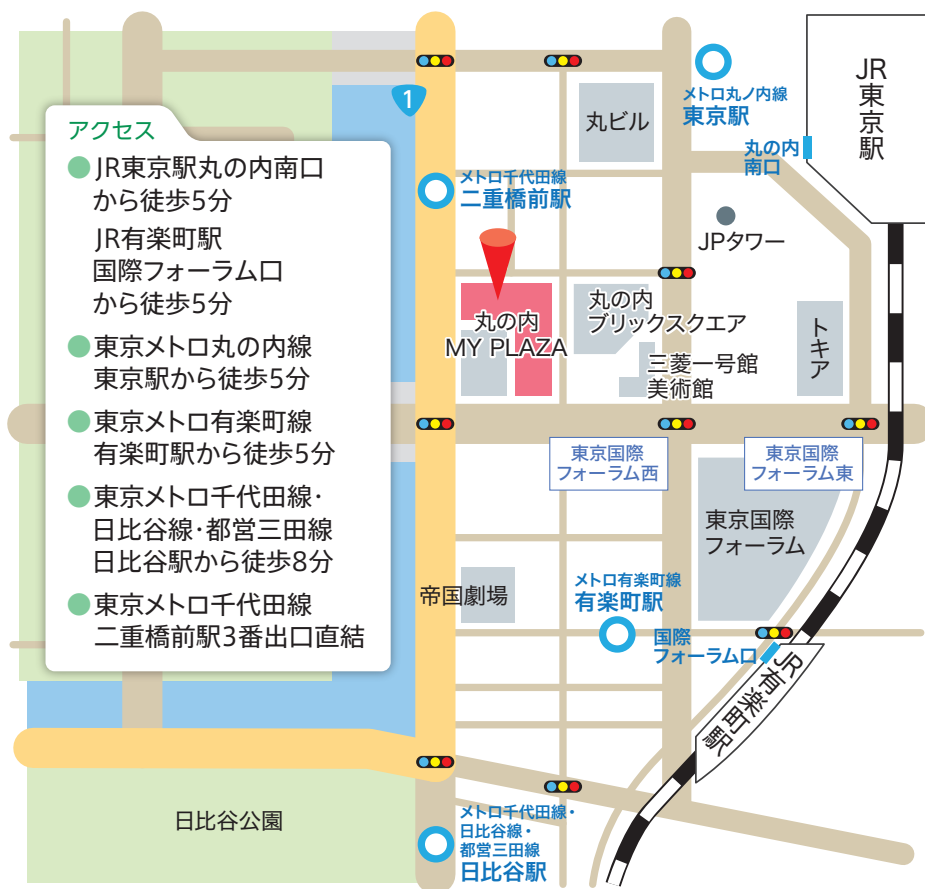 アクセス
JR東京駅丸の内南口
から徒歩5分
JR有楽町駅
国際フォーラム口
から徒歩5分
東京メトロ丸の内線
東京駅から徒歩5分
東京メトロ有楽町線
有楽町駅から徒歩5分
東京メトロ千代田線・
日比谷線・都営三田線
日比谷駅から徒歩8分
東京メトロ千代田線
二重橋前駅3番出口直結
1
メトロ丸ノ内線
東京駅
JR東京駅
丸ビル
丸の内
南口
メトロ千代田線
二重橋前駅
JPタワー
丸の内
MY PLAZA
丸の内
ブリックスクエア
三菱一号館
美術館
トキア
東京国際
フォーラム西
東京国際
フォーラム東
東京国際
フォーラム
帝国劇場
メトロ有楽町線
有楽町駅
国際
フォーラム口
JR有楽町駅
日比谷公園
メトロ千代田線・
日比谷線・
都営三田線
日比谷駅